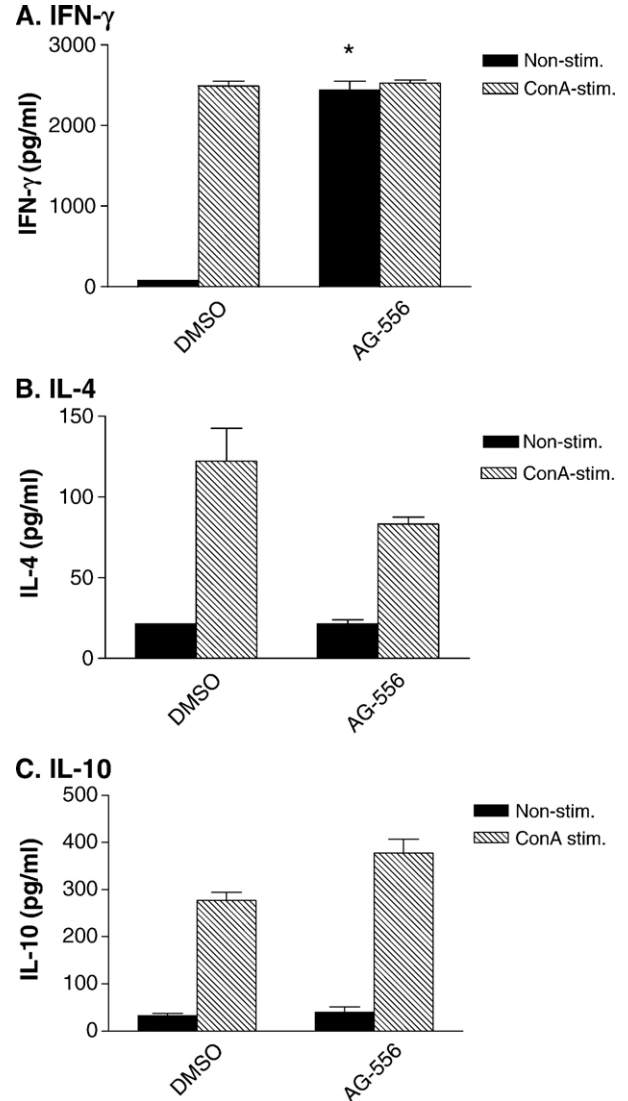 A. IFN-γ
3000
2000
1000
0
IFN-γ (pg/ml)
*
Non-stim.
ConA-stim.
DMSO
AG-556
B. IL-4
150
100
50
0
IL-4 (pg/ml)
Non-stim.
ConA-stim.
DMSO
AG-556
C. IL-10
500
400
300
200
100
0
IL-10 (pg/ml)
Non-stim.
ConA stim.
DMSO
AG-556